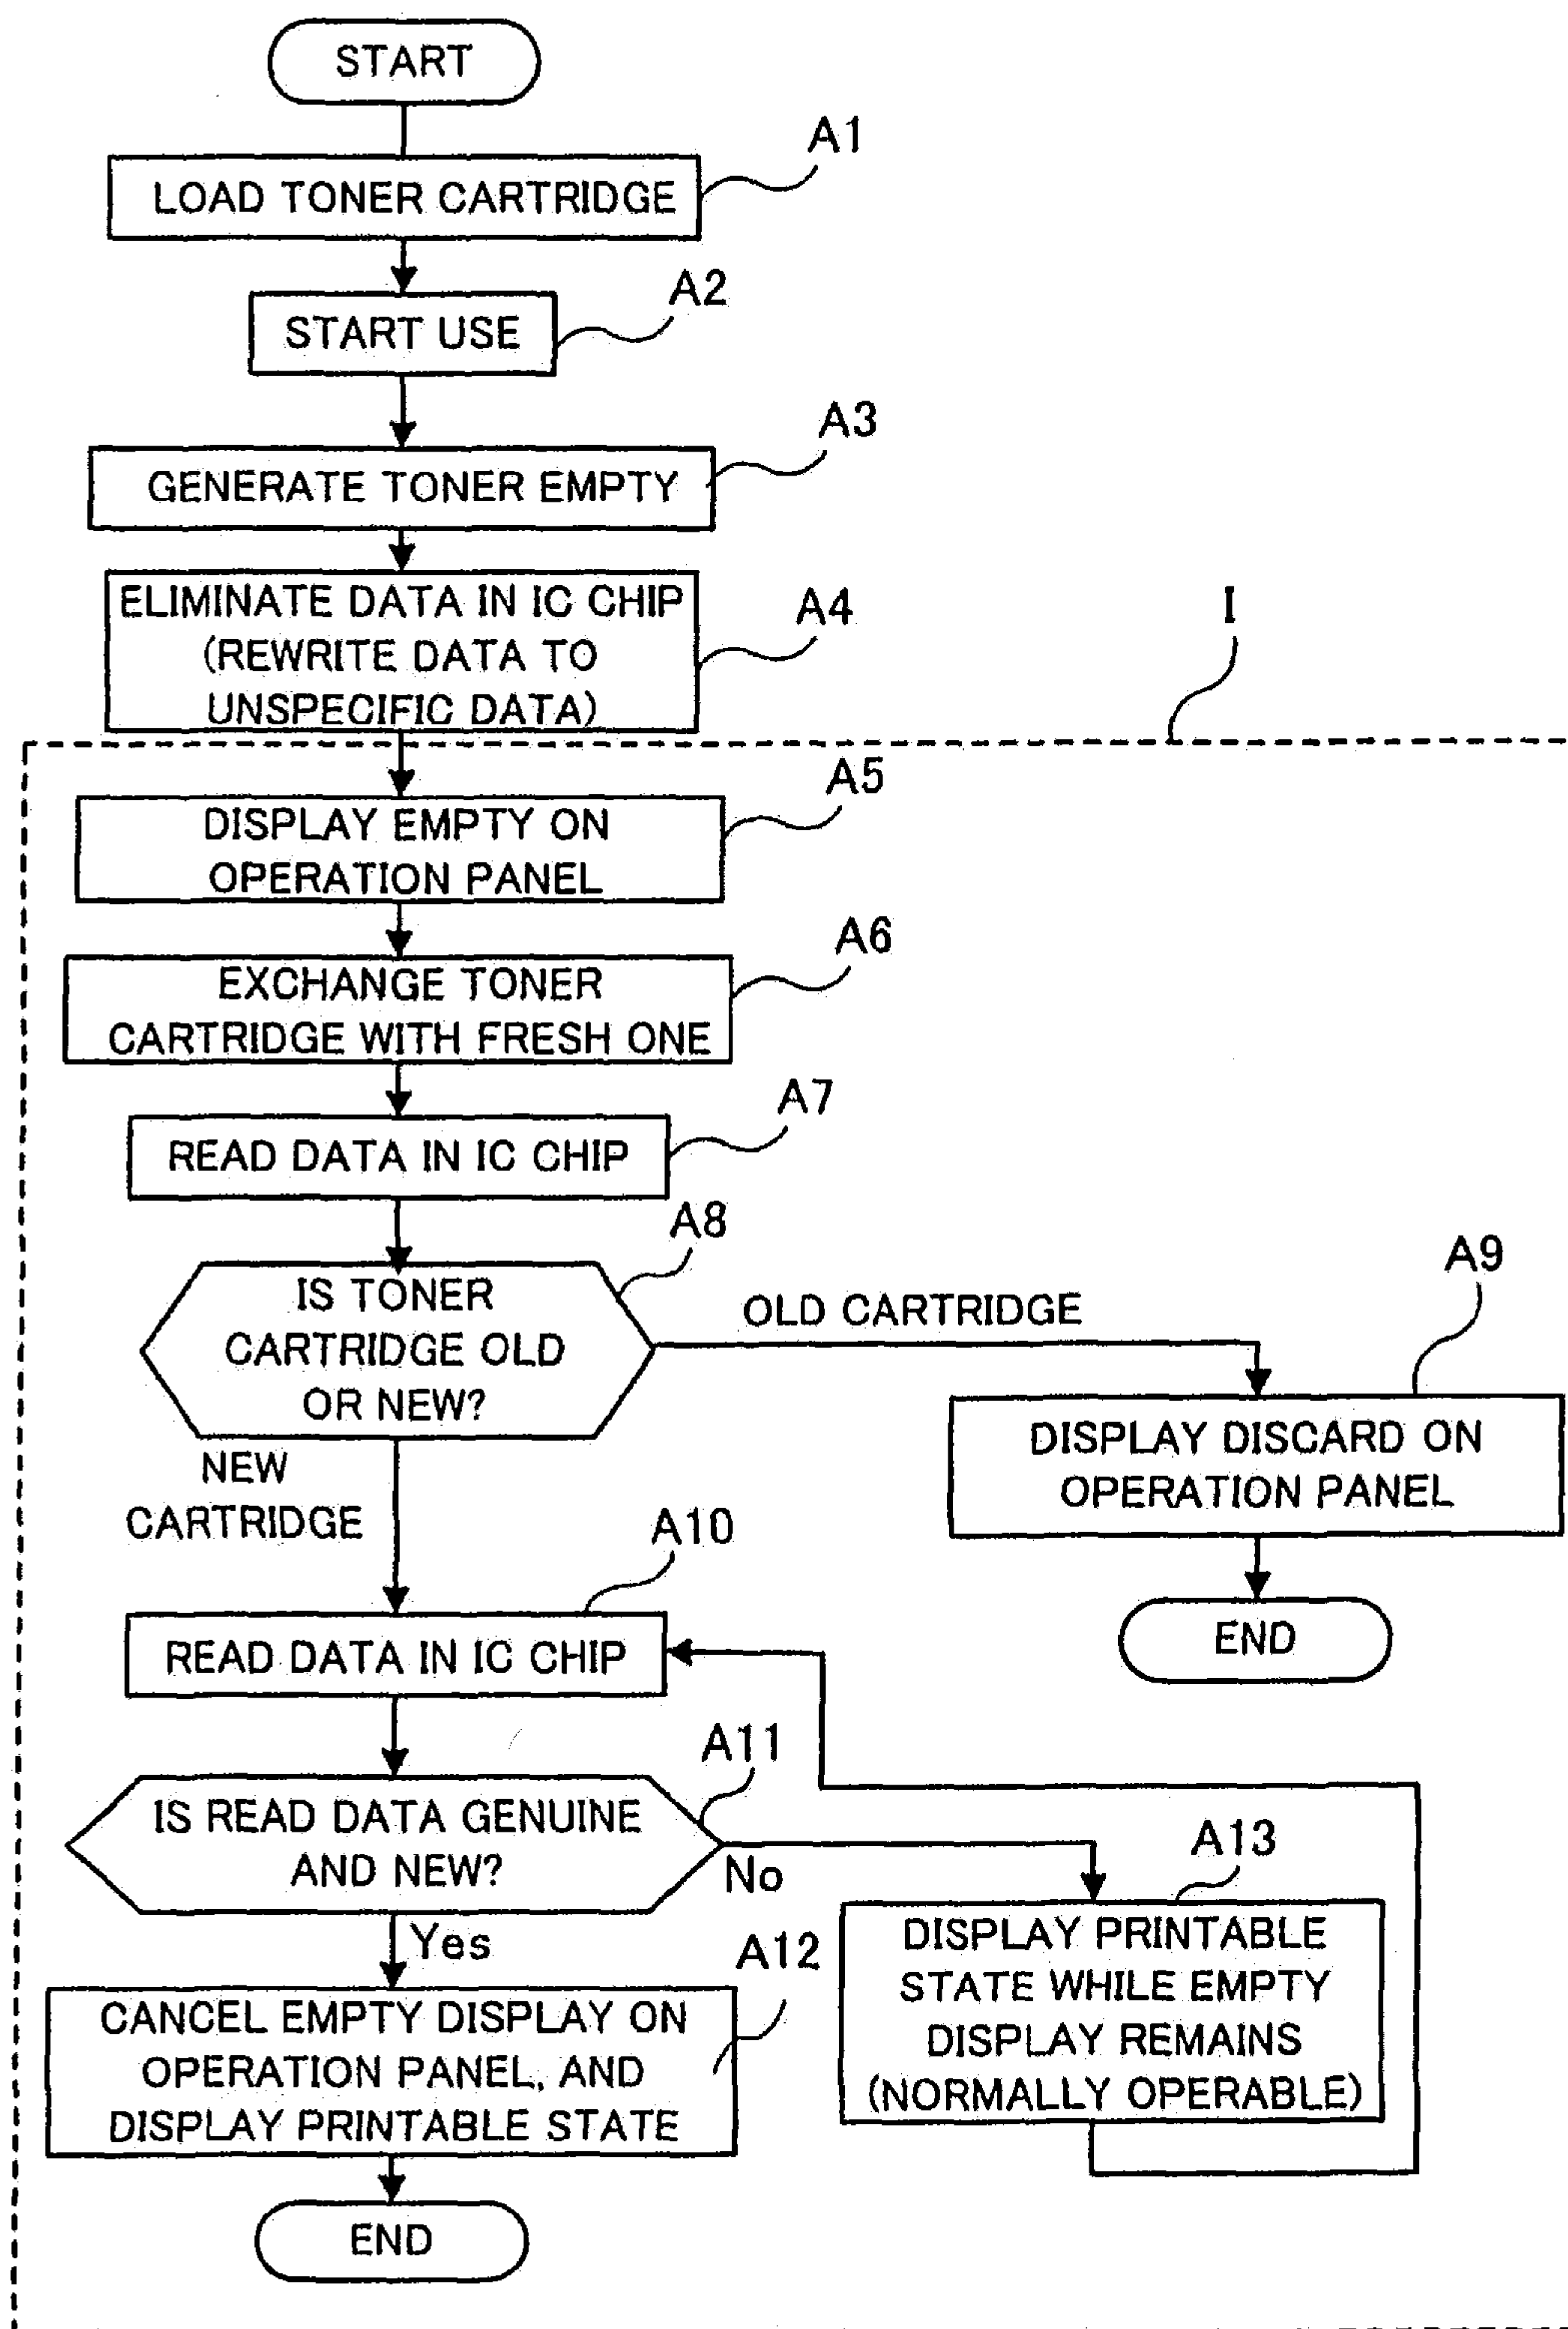 START
A1
LOAD TONER CARTRIDGE
A2
START USE
A3
GENERATE TONER EMPTY
A4
ELIMINATE DATA IN IC CHIP
(REWRITE DATA TO
UNSPECIFIC DATA)
I
A5
DISPLAY EMPTY ON
OPERATION PANEL
A6
EXCHANGE TONER
CARTRIDGE WITH FRESH ONE
A7
READ DATA IN IC CHIP
A8
IS TONER
CARTRIDGE OLD
OR NEW?
OLD CARTRIDGE
A9
DISPLAY DISCARD ON
OPERATION PANEL
END
NEW
CARTRIDGE
A10
READ DATA IN IC CHIP
A11
IS READ DATA GENUINE
AND NEW?
No
A13
DISPLAY PRINTABLE
STATE WHILE EMPTY
DISPLAY REMAINS
(NORMALLY OPERABLE)
Yes
A12
CANCEL EMPTY DISPLAY ON
OPERATION PANEL, AND
DISPLAY PRINTABLE STATE
END